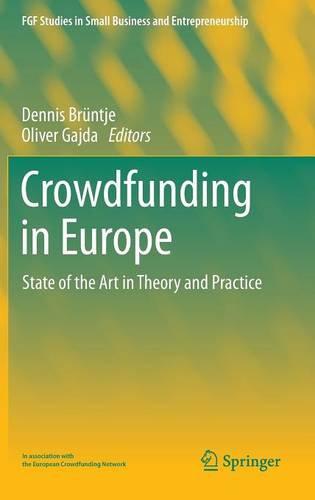 FGF Studies in Small Business and Entrepreneurship
Dennis Brüntje
Oliver Gajda Editors
Crowdfunding
in Europe
State of the Art in Theory and Practice
In association with
the European Crowdfunding Network
Springer